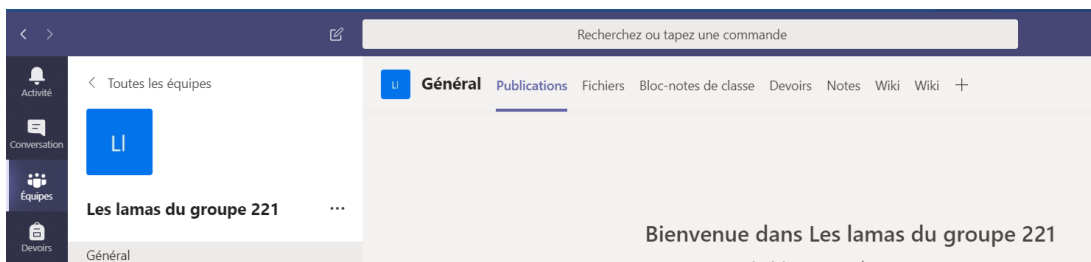 Recherchez ou tapez une commande
Activité
Conversation
Équipes
Devoirs
Toutes les équipes
LI
Les lamas du groupe 221
Général
LI
Général Publications Fichiers Bloc-notes de classe Devoirs Notes Wiki Wiki
Bienvenue dans Les lamas du groupe 221